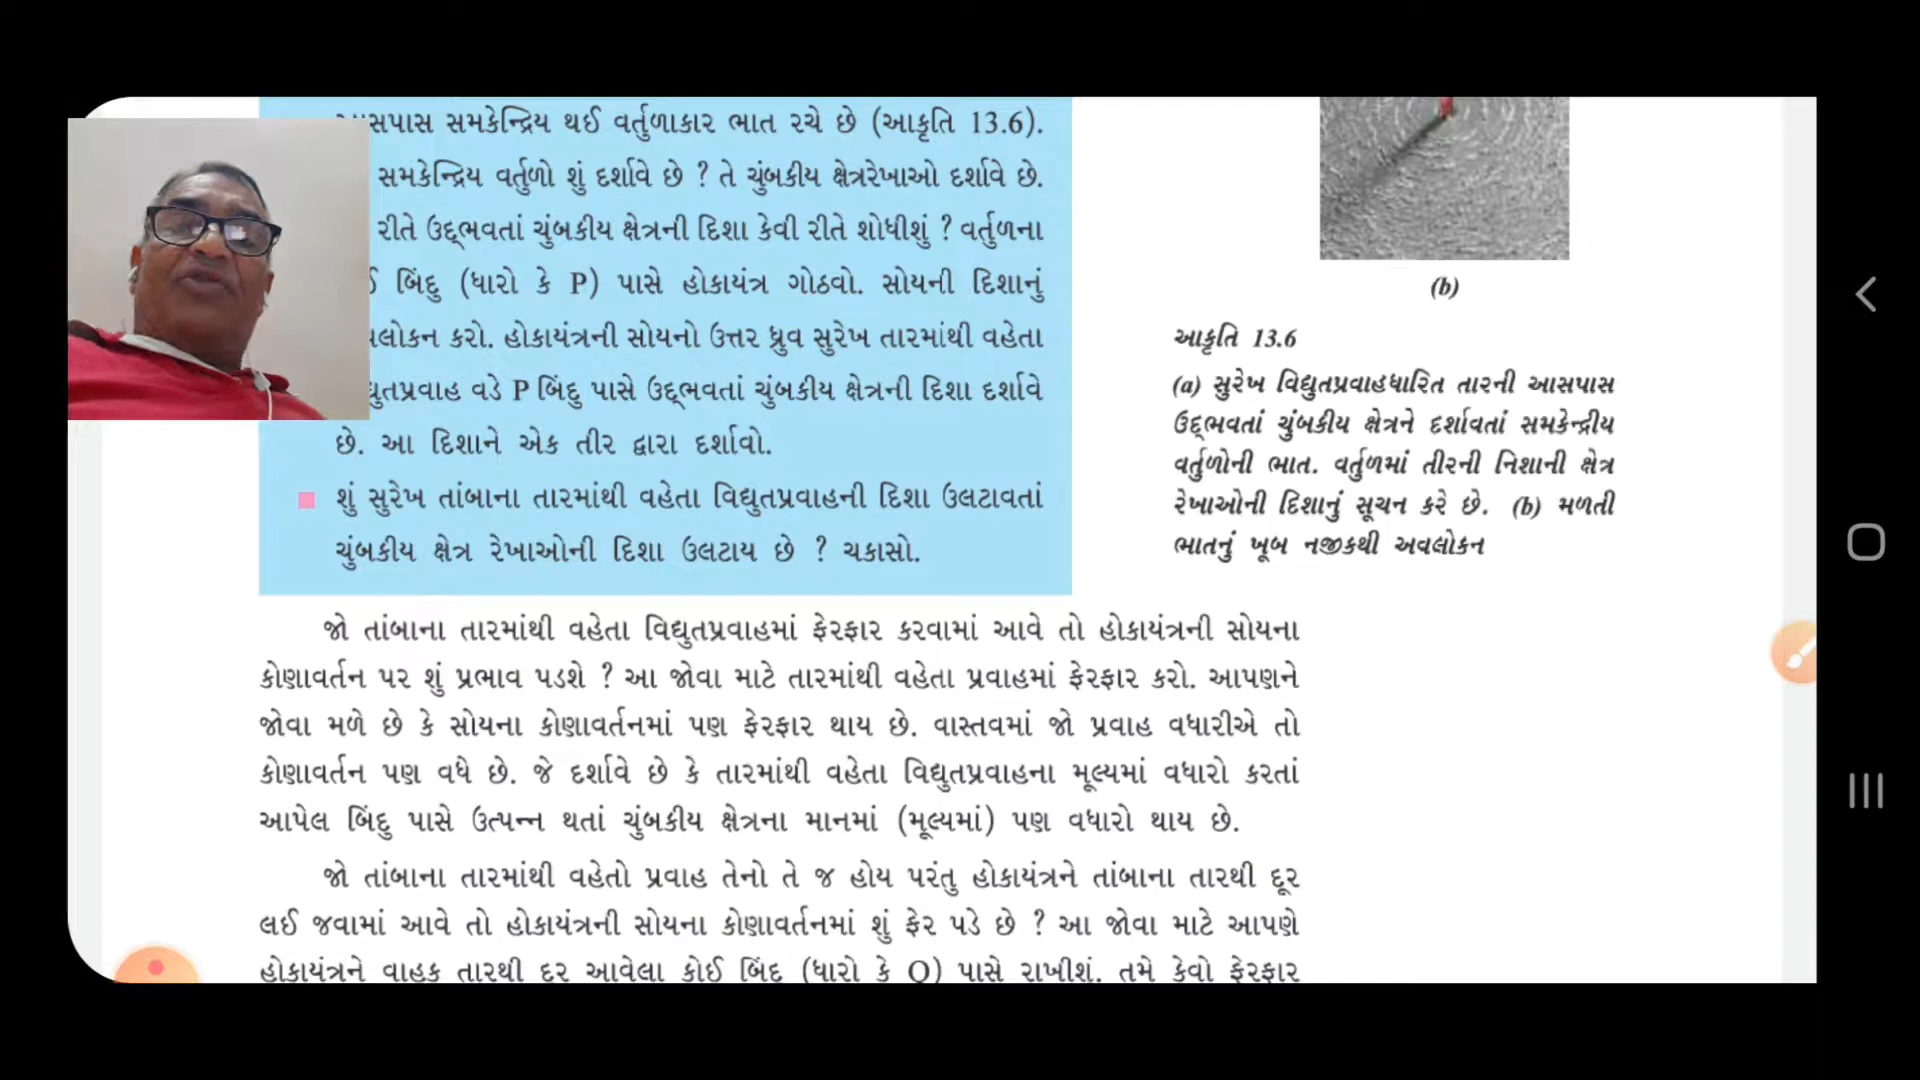 સમકેન્દ્રિય થઈ વર્તુળાકાર ભાત રચે છે (આકૃતિ 13.6).
સમકેન્દ્રિય વર્તુળો શું દર્શાવે છે ? તે ચુંબકીય ક્ષેત્રરેખાઓ દર્શાવે છે.
રીતે ઉદ્ભવતાં ચુંબકીય ક્ષેત્રની દિશા કેવી રીતે શોધીશું ? વર્તુળના
બિંદુ (ધારો કે P) પાસે હોકાયંત્ર ગોઠવો. સોયની દિશાનું
કરો. હોકાયંત્રની સોયનો ઉત્તર ધ્રુવ સુરેખ તારમાંથી વહેતા
વડે P બિંદુ પાસે ઉદ્ભવતાં ચુંબકીય ક્ષેત્રની દિશા દર્શાવે
છે. આ દિશાને એક તીર દ્વારા દર્શાવો.
શું સુરેખ તાંબાના તારમાંથી વહેતા વિદ્યુતપ્રવાહની દિશા ઉલટાવતાં
ચુંબકીય ક્ષેત્ર રેખાઓની દિશા ઉલટાય છે ? ચકાસો.
(b)
આકૃતિ 13.6
(a) સુરેખ વિદ્યુતપ્રવાહધારિત તારની આસપાસ
ઉદ્ભવતાં ચુંબકીય ક્ષેત્રને દર્શાવતાં સમકેન્દ્રીય
વર્તુળોની ભાત. વર્તુળમાં તીરની નિશાની ક્ષેત્ર
રેખાઓની દિશાનું સૂચન કરે છે. (b) મળતી
ભાતનું ખૂબ નજીકથી અવલોકન
જો તાંબાના તારમાંથી વહેતા વિદ્યુતપ્રવાહમાં ફેરફાર કરવામાં આવે તો હોકાયંત્રની સોયના
કોણાવર્તન પર શું પ્રભાવ પડશે ? આ જોવા માટે તારમાંથી વહેતા પ્રવાહમાં ફેરફાર કરો. આપણને
જોવા મળે છે કે સોયના કોણાવર્તનમાં પણ ફેરફાર થાય છે. વાસ્તવમાં જો પ્રવાહ વધારીએ તો
કોણાવર્તન પણ વધે છે. જે દર્શાવે છે કે તારમાંથી વહેતા વિદ્યુતપ્રવાહના મૂલ્યમાં વધારો કરતાં
આપેલ બિંદુ પાસે ઉત્પન્ન થતાં ચુંબકીય ક્ષેત્રના માનમાં (મૂલ્યમાં) પણ વધારો થાય છે.
જો તાંબાના તારમાંથી વહેતો પ્રવાહ તેનો તે જ હોય પરંતુ હોકાયંત્રને તાંબાના તારથી દૂર
લઈ જવામાં આવે તો હોકાયંત્રની સોયના કોણાવર્તનમાં શું ફેર પડે છે ? આ જોવા માટે આપણે
હોકાયંત્રને વાહક તારથી દૂર આવેલા કોઈ બિંદુ (ધારો કે Q) પાસે રાખીશું. તમે કેવો ફેરફાર